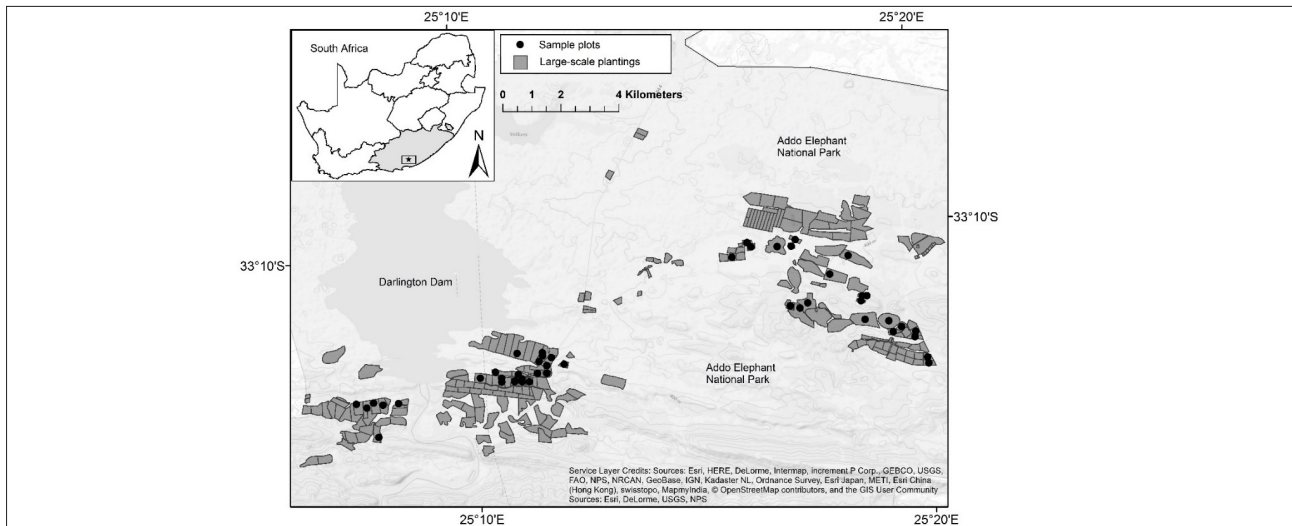 25°10'E
25°20'E
South Africa
N
Sample plots
Large-scale plantings
0 1 2 4 Kilometers
Addo Elephant
National Park
33°10'S
33°10'S
Darlington Dam
Addo Elephant
National Park
Service Layer Credits: Sources: Esri, HERE, DeLorme, Intermap, increment P Corp., GEBCO, USGS,
FAO, NPS, NRCAN, GeoBase, IGN, Kadaster NL, Ordnance Survey, Esri Japan, METI, Esri China
(Hong Kong), swisstopo, MapmyIndia, © OpenStreetMap contributors, and the GIS User Community
Sources: Esri, DeLorme, USGS, NPS
25°10'E
25°20'E